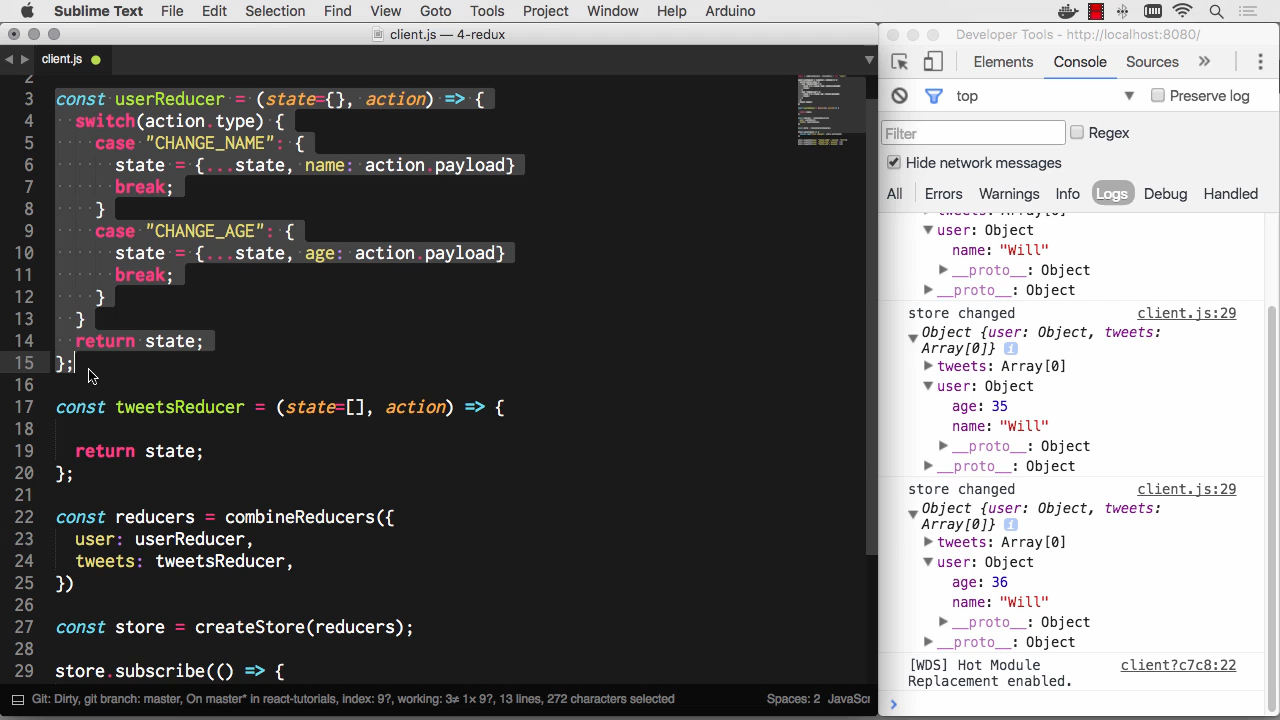 Sublime Text File Edit Selection Find View Goto Tools Project Window Help Arduino
client.js — 4-redux
client.js
2
3 const userReducer = (state={}, action) => {
4 switch(action.type) {
5 case "CHANGE_NAME": {
6 state = {...state, name: action.payload}
7 break;
8 }
9 case "CHANGE_AGE": {
10 state = {...state, age: action.payload}
11 break;
12 }
13 }
14 return state;
15 };
16
17 const tweetsReducer = (state=[], action) => {
18
19 return state;
20 };
21
22 const reducers = combineReducers({
23 user: userReducer,
24 tweets: tweetsReducer,
25 })
26
27 const store = createStore(reducers);
28
29 store.subscribe(() => {
Git: Dirty, git branch: master, On master* in react-tutorials, index: 9?, working: 3≠ 1× 9?, 13 lines, 272 characters selected
Spaces: 2 JavaSc
Developer Tools - http://localhost:8080/
Elements Console Sources »
top Preserve log
Filter Regex
Hide network messages
All Errors Warnings Info Logs Debug Handled
tweets: Array[0]
▼ user: Object
name: "Will"
▶ __proto__: Object
▶ __proto__: Object
store changed client.js:29
▼ Object {user: Object, tweets:
Array[0]} i
▶ tweets: Array[0]
▼ user: Object
age: 35
name: "Will"
▶ __proto__: Object
▶ __proto__: Object
store changed client.js:29
▼ Object {user: Object, tweets:
Array[0]} i
▶ tweets: Array[0]
▼ user: Object
age: 36
name: "Will"
▶ __proto__: Object
▶ __proto__: Object
[WDS] Hot Module client?c7c8:22
Replacement enabled.